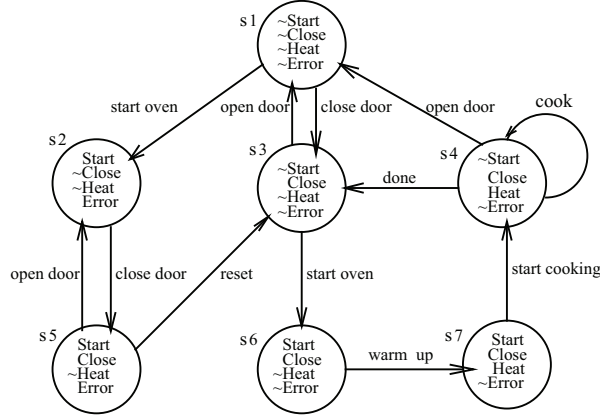 s1
~Start
~Close
~Heat
~Error
start oven
open door
close door
open door
cook
s2
Start
~Close
~Heat
Error
s3
~Start
Close
~Heat
~Error
s4
~Start
Close
Heat
~Error
done
open door
close door
reset
start oven
start cooking
s5
Start
Close
~Heat
Error
s6
Start
Close
~Heat
~Error
warm up
s7
Start
Close
Heat
~Error